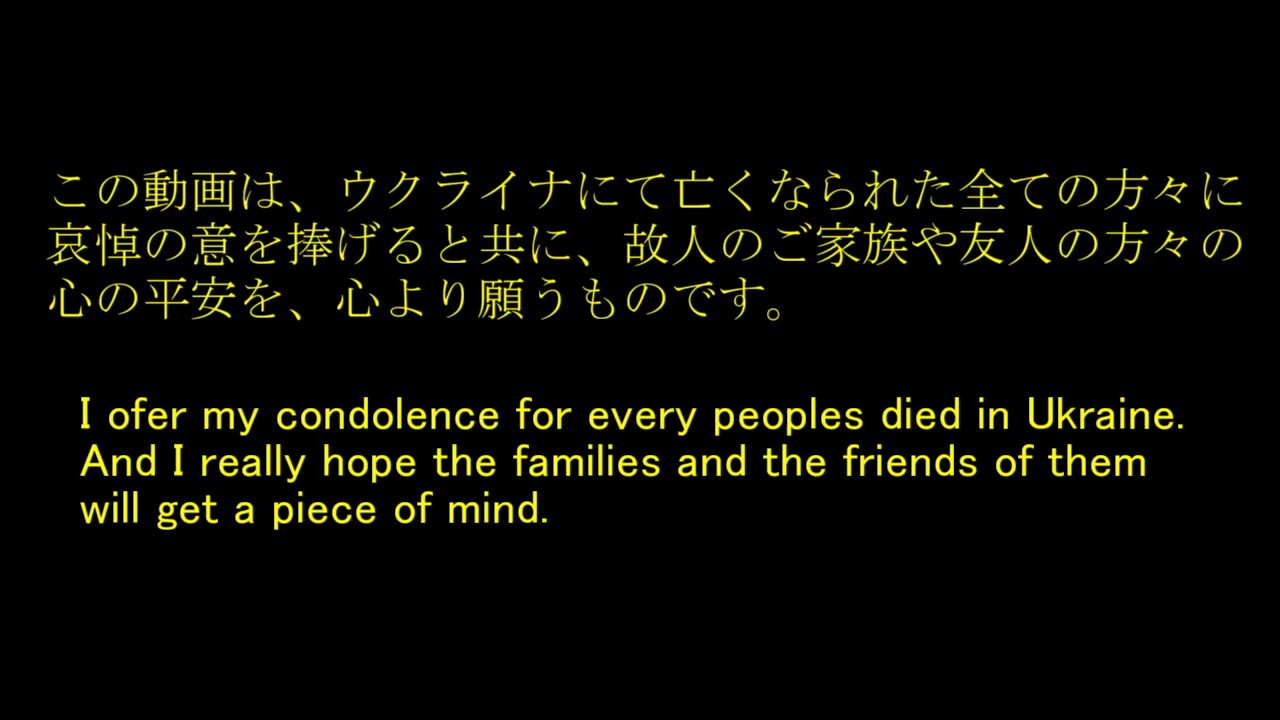 この動画は、ウクライナにて亡くなられた全ての方々に
哀悼の意を捧げると共に、故人のご家族や友人の方々の
心の平安を、心より願うものです。
I ofer my condolence for every peoples died in Ukraine.
And I really hope the families and the friends of them
will get a piece of mind.